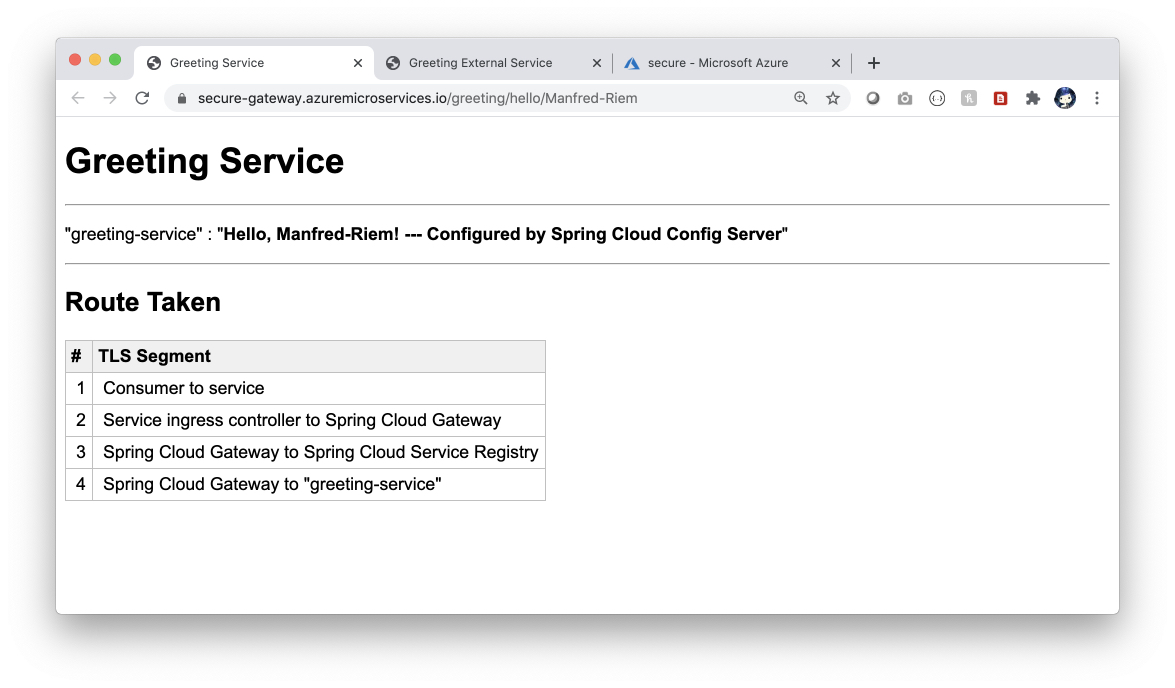 Greeting Service
Greeting External Service
secure - Microsoft Azure
secure-gateway.azuremicroservices.io/greeting/hello/Manfred-Riem
Greeting Service
"greeting-service" : "Hello, Manfred-Riem! --- Configured by Spring Cloud Config Server"
Route Taken
# TLS Segment
1 Consumer to service
2 Service ingress controller to Spring Cloud Gateway
3 Spring Cloud Gateway to Spring Cloud Service Registry
4 Spring Cloud Gateway to "greeting-service"